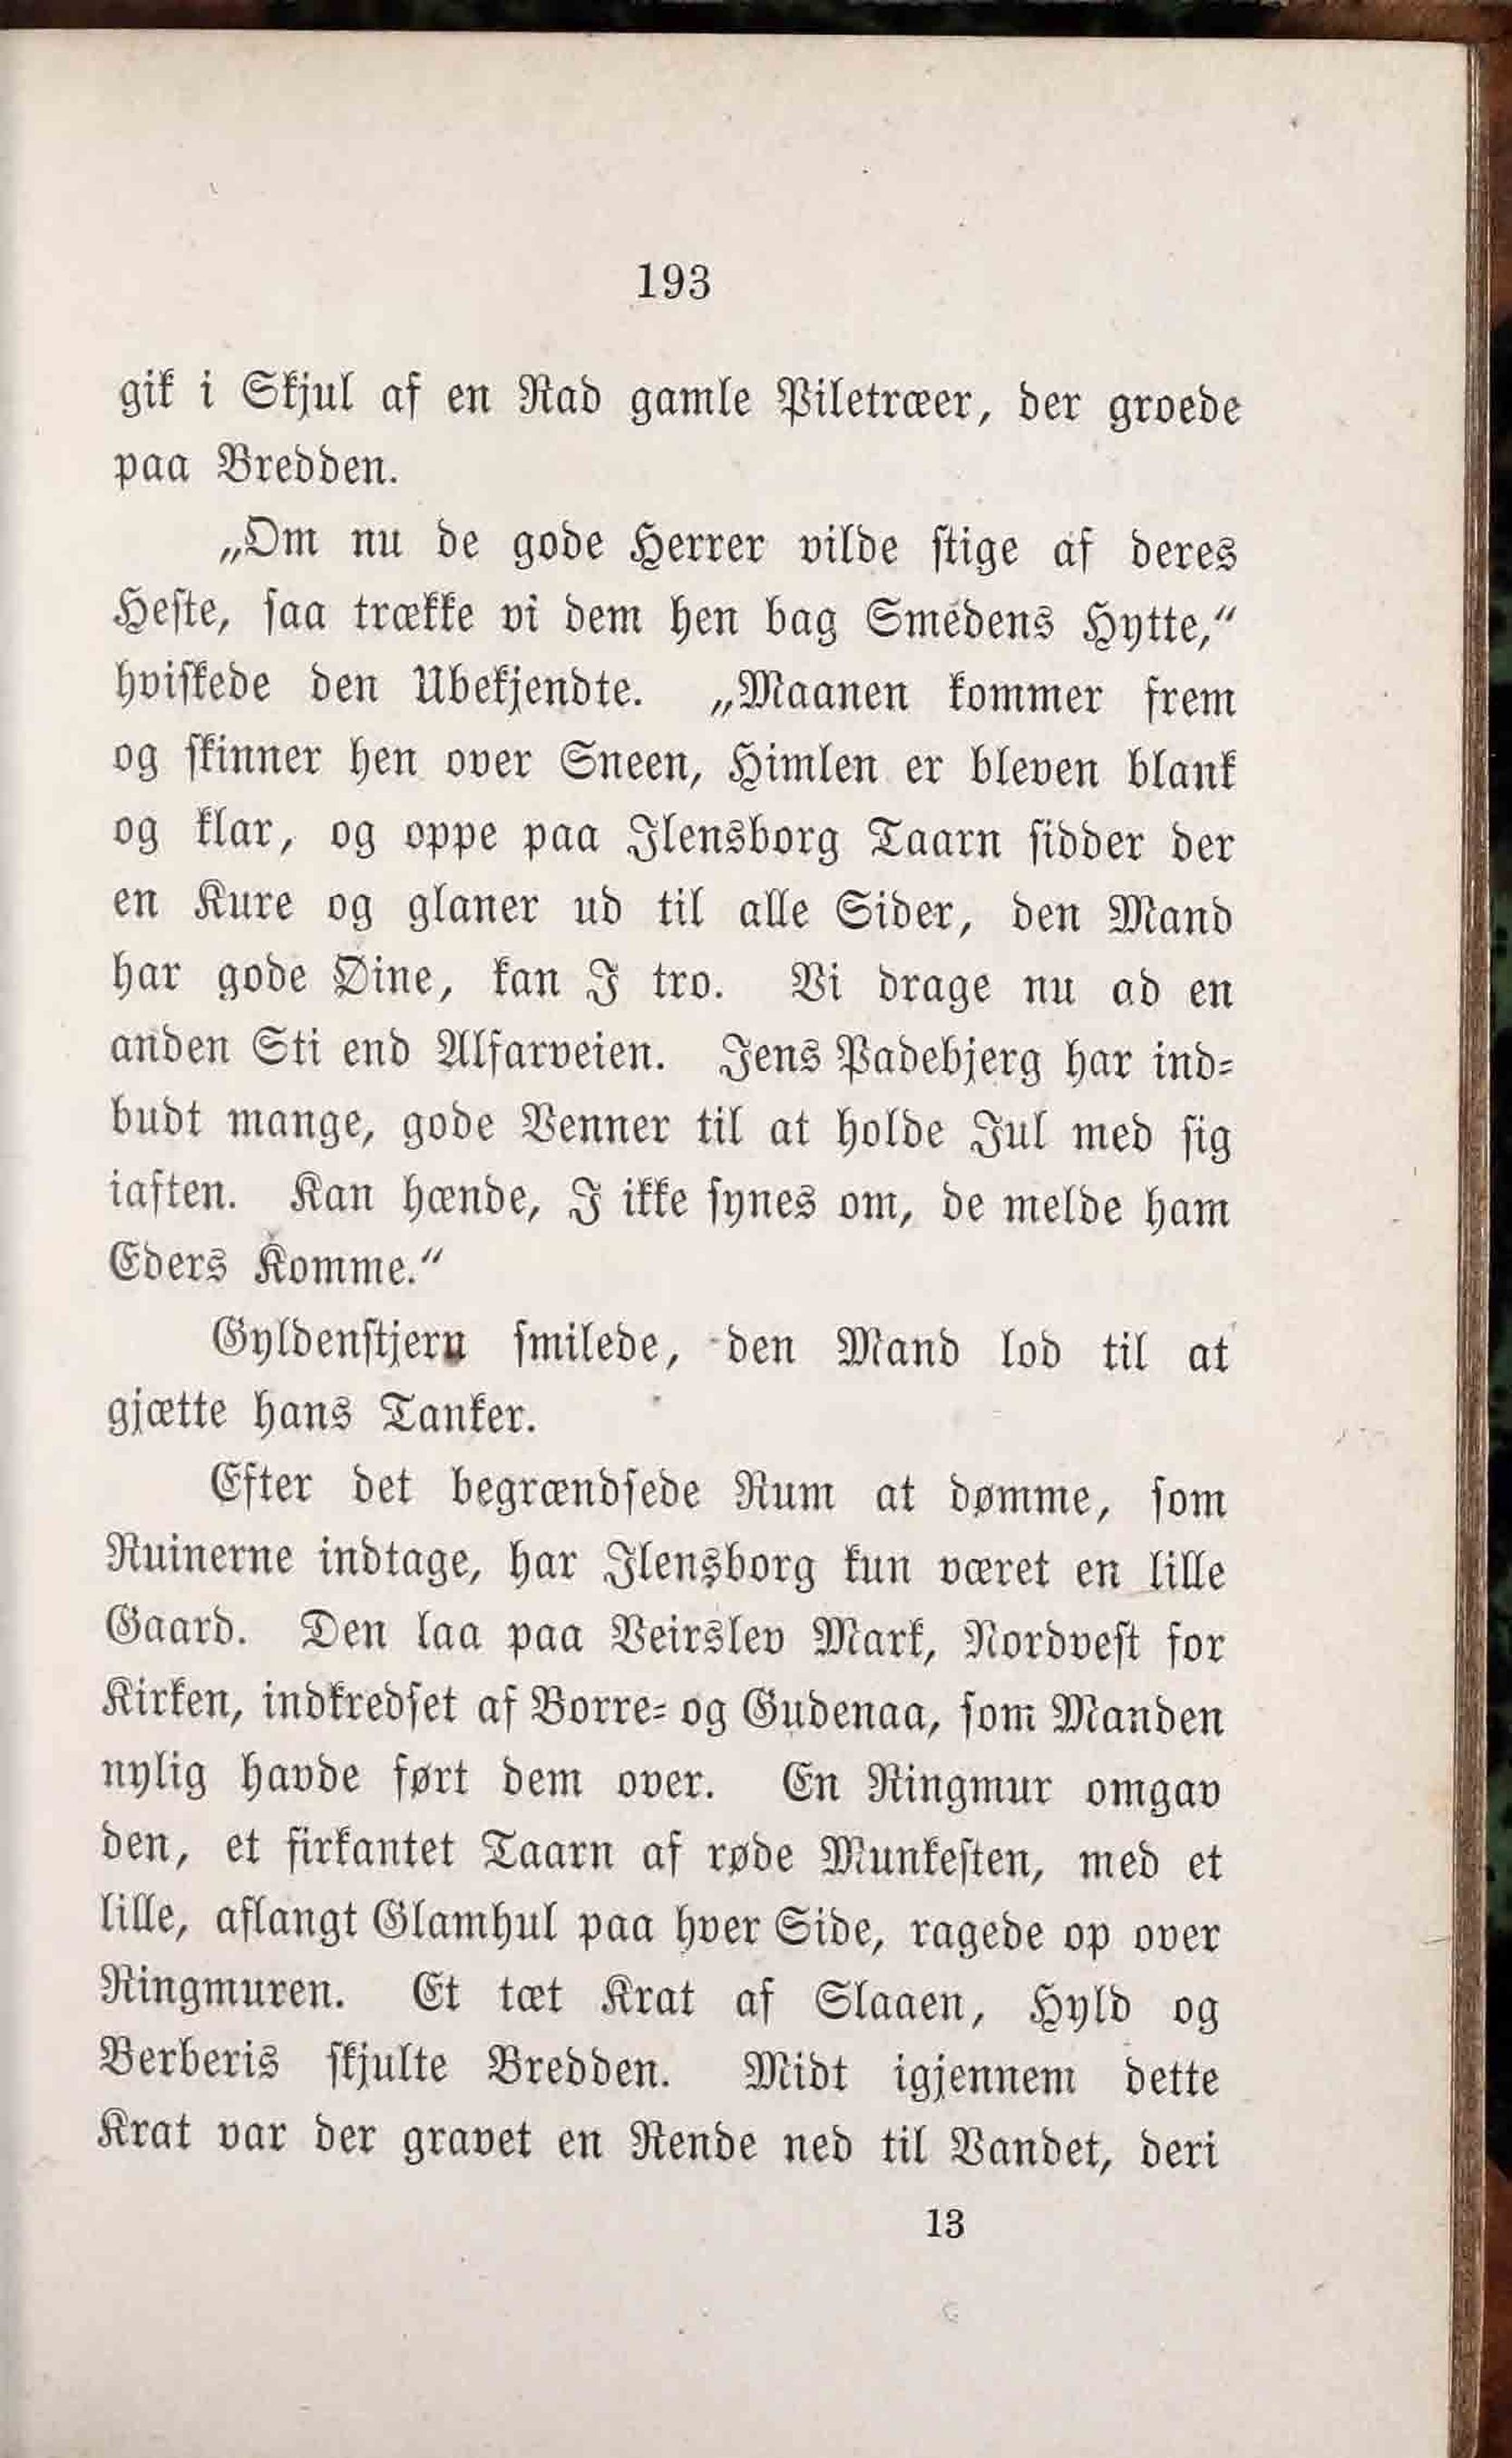 193
gik i Skjul af en Rad gamle Piletræer, der groede
paa Bredden.
„Om nu de gode Herrer vilde stige af deres
Heste, saa trække vi dem hen bag Smedens Hytte,“
hviskede den Ubekjendte. „Maanen kommer frem
og skinner hen over Sneen, Himlen er bleven blank
og klar, og oppe paa Ilensborg Taarn sidder der
en Kure og glaner ud til alle Sider, den Mand
har gode Øine, kan I tro. Vi drage nu ad en
anden Sti end Alfarveien. Jens Padebjerg har ind-
budt mange, gode Venner til at holde Jul med sig
iaften. Kan hænde, I ikke synes om, de melde ham
Eders Komme.“
Gyldenstjern smilede, den Mand lod til at
gjætte hans Tanker.
Efter det begrændsede Rum at dømme, som
Ruinerne indtage, har Ilensborg kun været en lille
Gaard. Den laa paa Veirslev Mark, Nordvest for
Kirken, indkredset af Borre- og Gudenaa, som Manden
nylig havde ført dem over. En Ringmur omgav
den, et firkantet Taarn af røde Munkesten, med et
lille, aflangt Glamhul paa hver Side, ragede op over
Ringmuren. Et tæt Krat af Slaaen, Hyld og
Berberis skjulte Bredden. Midt igjennem dette
Krat var der gravet en Rende ned til Vandet, deri
13